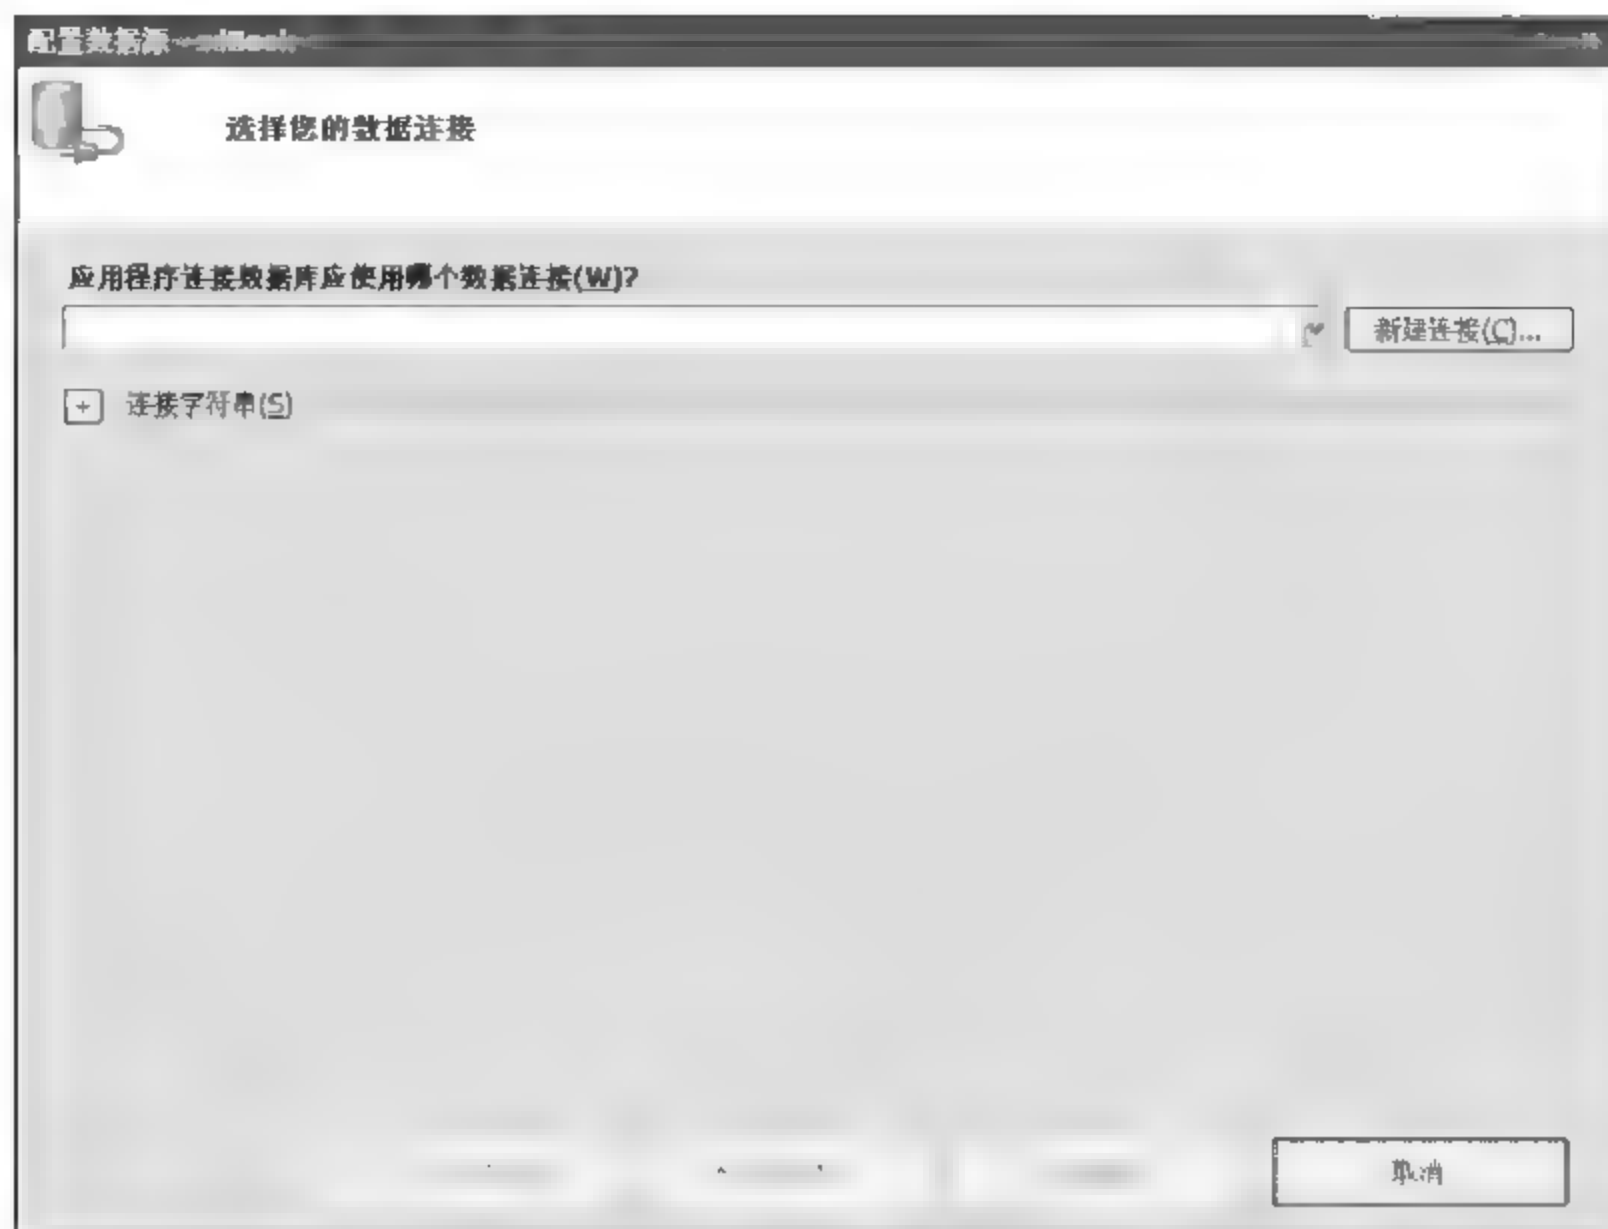 配置数据源
选择您的数据连接
应用程序连接数据库应使用哪个数据连接(W)?
新建连接(C)...
+ 连接字符串(S)
取消